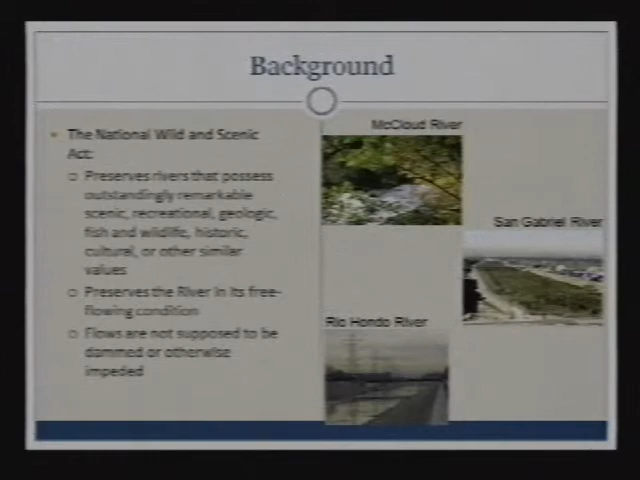 Background
The National Wild and Scenic
Act:
Preserves rivers that possess
outstandingly remarkable
scenic, recreational, geologic,
fish and wildlife, historic,
cultural, or other similar
values
Preserves the River in its free-
flowing condition
Flows are not supposed to be
dammed or otherwise
impeded
McCloud River
San Gabriel River
Rio Hondo River